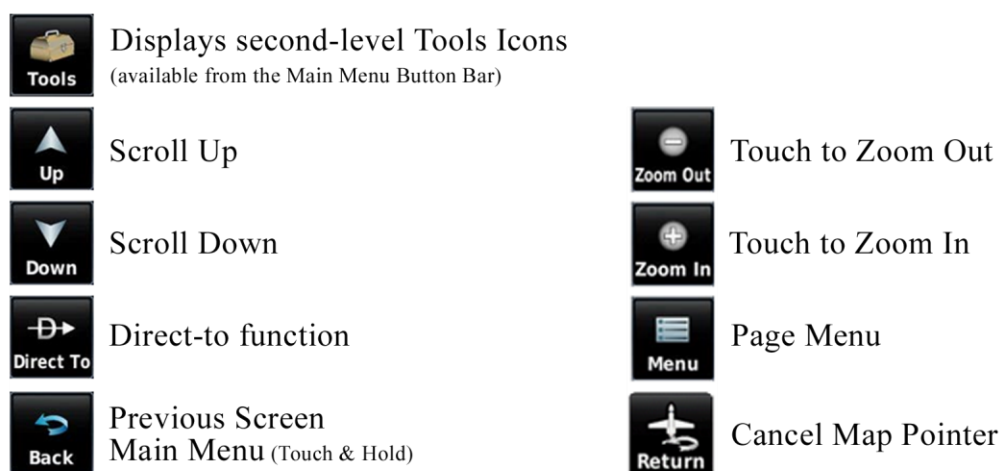 Tools
Displays second-level Tools Icons
(available from the Main Menu Button Bar)
Up
Scroll Up
Down
Scroll Down
Direct To
Direct-to function
Back
Previous Screen
Main Menu (Touch & Hold)
Zoom Out
Touch to Zoom Out
Zoom In
Touch to Zoom In
Menu
Page Menu
Return
Cancel Map Pointer